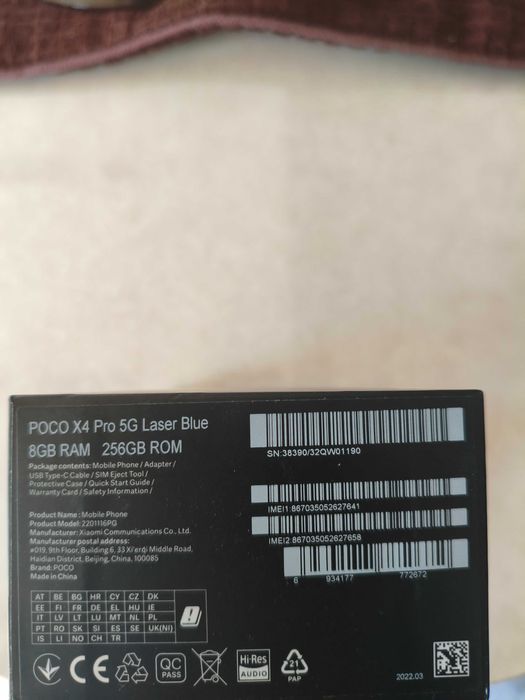 POCO X4 Pro 5G Laser Blue
8GB RAM 256GB ROM
Package contents: Mobile Phone / Adapter /
USB Type-C Cable / SIM Eject Tool /
Protective Case / Quick Start Guide /
Warranty Card / Safety Information /
Product Name: Mobile Phone
Product Model: 2201116PG
Manufacturer: Xiaomi Communications Co., Ltd.
Manufacturer postal address:
#019, 9th Floor, Building 6, 33 Xi'erqi Middle Road,
Haidian District, Beijing, China, 100085
Brand: POCO
Made in China
AT BE BG HR CY CZ DK
EE FI FR DE EL HU IE
IT LV LT LU MT NL PL
PT RO SK SI ES SE UK(NI)
IS LI NO CH TR
SN:38390/32QW01190
IMEI1:867035052627641
IMEI2:867035052627658
6 934177 772672
CE
5G
QC
PASS
Hi-Res
AUDIO
21
PAP
2022.03